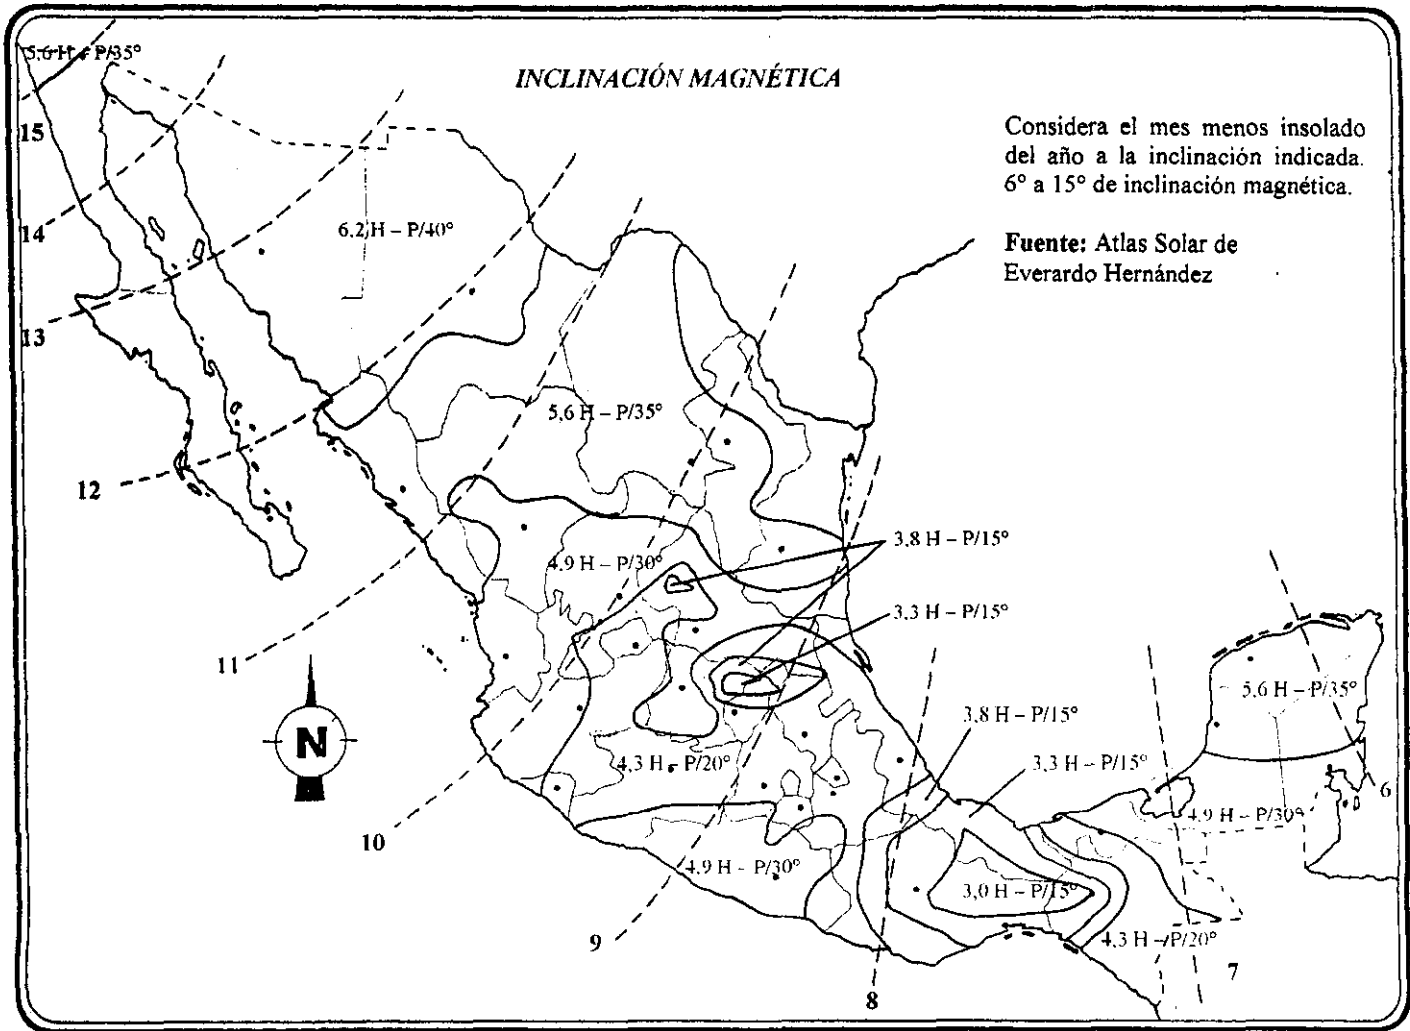 INCLINACIÓN MAGNÉTICA
Considera el mes menos insolado
del año a la inclinación indicada.
6° a 15° de inclinación magnética.
Fuente: Atlas Solar de
Everardo Hernández
5,6 H – P/35°
15
14
13
12
11
10
9
8
7
6
6.2 H – P/40°
5,6 H – P/35°
4.9 H – P/30°
3,8 H – P/15°
3.3 H – P/15°
4,3 H – P/20°
4.9 H – P/30°
3,8 H – P/15°
3,3 H – P/15°
3,0 H – P/15°
4,3 H – P/20°
5,6 H – P/35°
4.9 H – P/30°
N